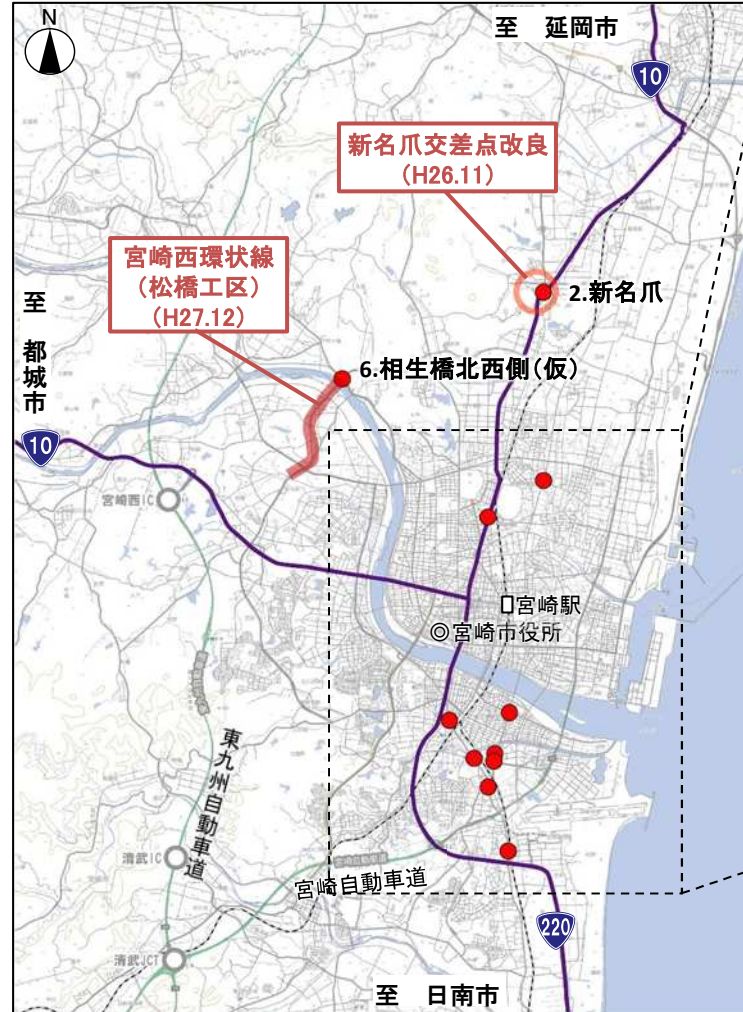 N
至 延岡市
10
新名爪交差点改良
(H26.11)
宮崎西環状線
(松橋工区)
(H27.12)
2.新名爪
至 都城市
6.相生橋北西側(仮)
10
宮崎西IC
宮崎駅
◎宮崎市役所
東九州自動車道
清武IC
宮崎自動車道
220
清武JCT
至 日南市